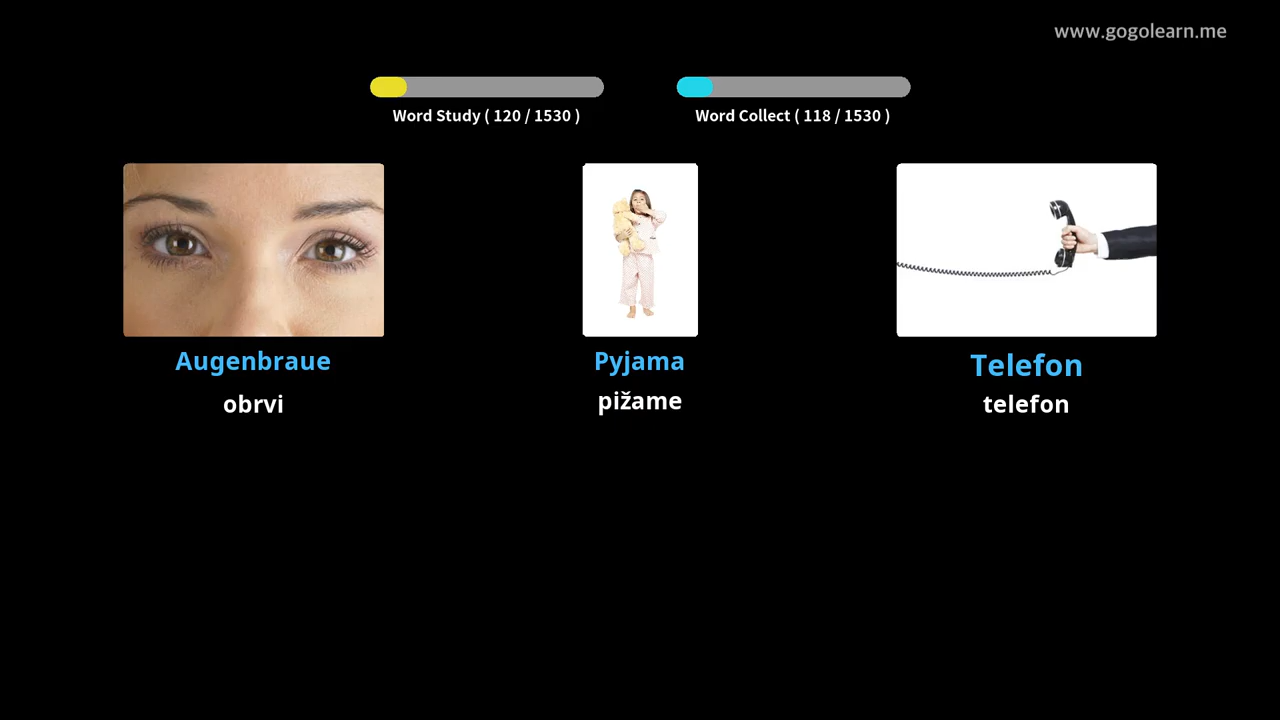 www.gogolearn.me
Word Study ( 120 / 1530 )
Word Collect ( 118 / 1530 )
Augenbraue
obrvi
Pyjama
pižame
Telefon
telefon